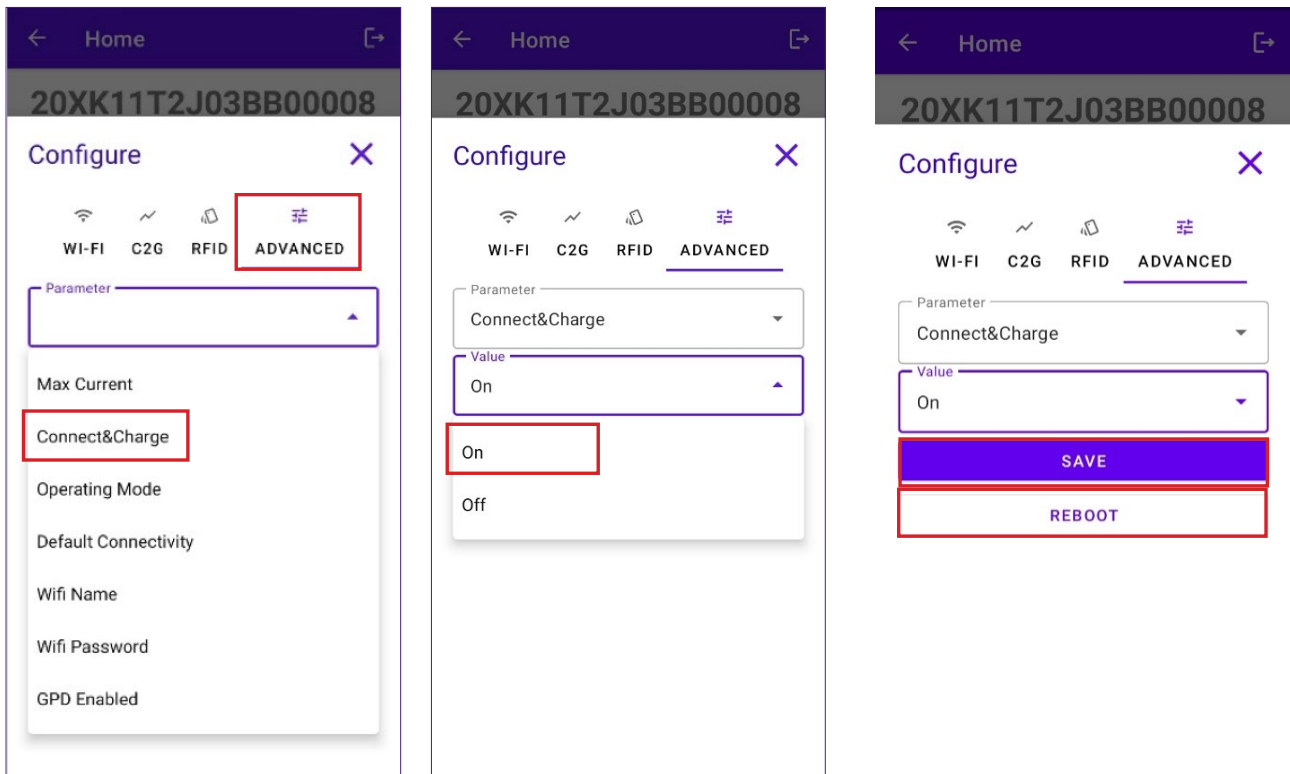 Home
20XK11T2J03BB00008
Configure
WI-FI C2G RFID ADVANCED
Parameter
Max Current
Connect&Charge
Operating Mode
Default Connectivity
Wifi Name
Wifi Password
GPD Enabled
Home
20XK11T2J03BB00008
Configure
WI-FI C2G RFID ADVANCED
Parameter
Connect&Charge
Value
On
On
Off
Home
20XK11T2J03BB00008
Configure
WI-FI C2G RFID ADVANCED
Parameter
Connect&Charge
Value
On
SAVE
REBOOT